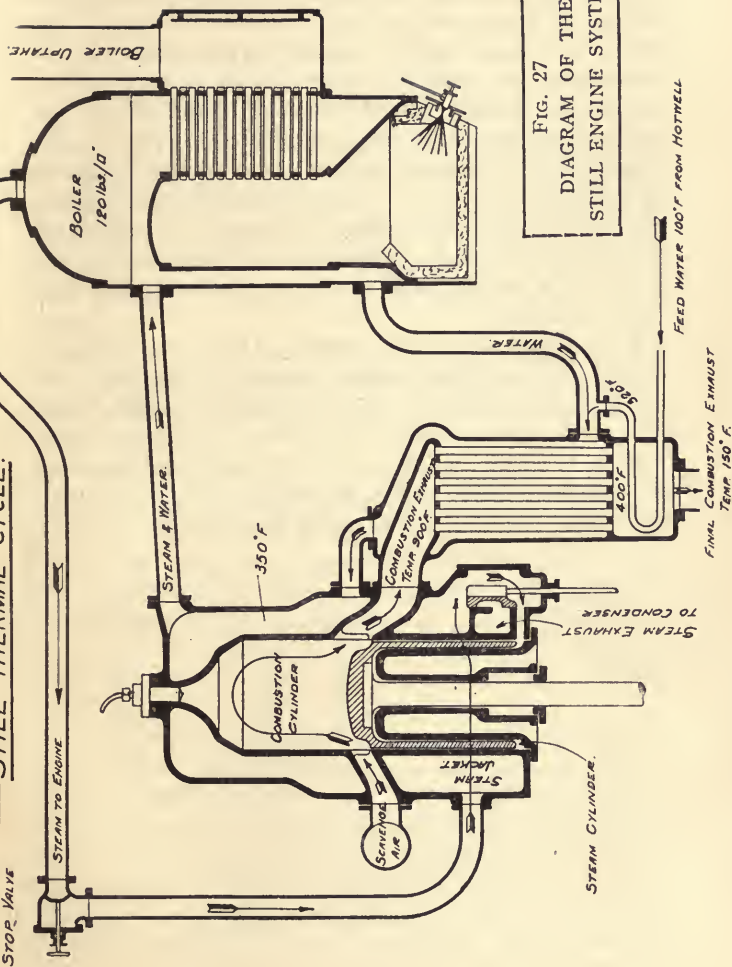 STILL THERMAL CYCLE.
STOP VALVE
STEAM TO ENGINE
BOILER UPTAKE.
BOILER
120 lbs/□"
FIG. 27
DIAGRAM OF THE
STILL ENGINE SYSTE
STEAM & WATER.
350°F
WATER.
COMBUSTION
CYLINDER
COMBUSTION EXHAUST
TEMP. 900°F.
SCAVENGE
AIR
STEAM
JACKET.
STEAM CYLINDER.
STEAM EXHAUST
TO CONDENSER
320°F.
400°F
FEED WATER 100°F FROM HOTWELL
FINAL COMBUSTION EXHAUST
TEMP. 150°F.